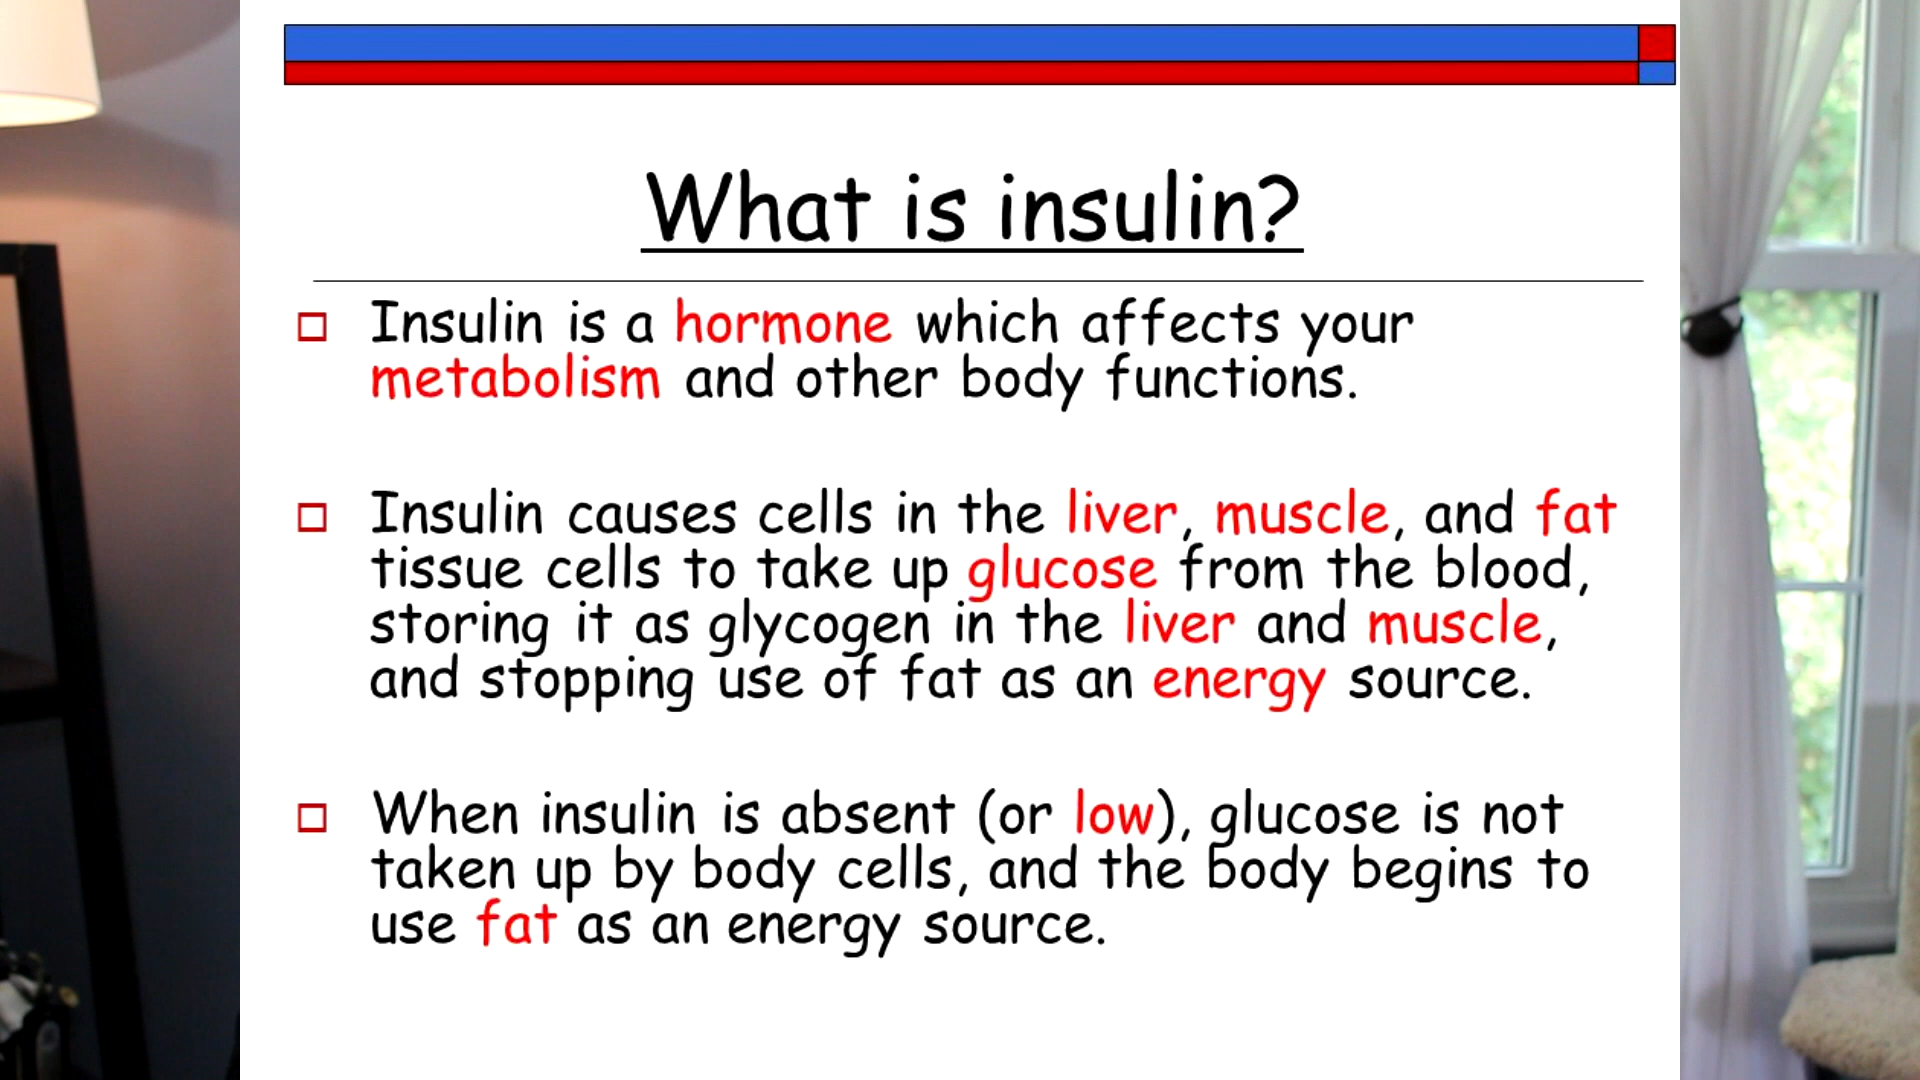 What is insulin?
Insulin is a hormone which affects your
metabolism and other body functions.
Insulin causes cells in the liver, muscle, and fat
tissue cells to take up glucose from the blood,
storing it as glycogen in the liver and muscle,
and stopping use of fat as an energy source.
When insulin is absent (or low), glucose is not
taken up by body cells, and the body begins to
use fat as an energy source.